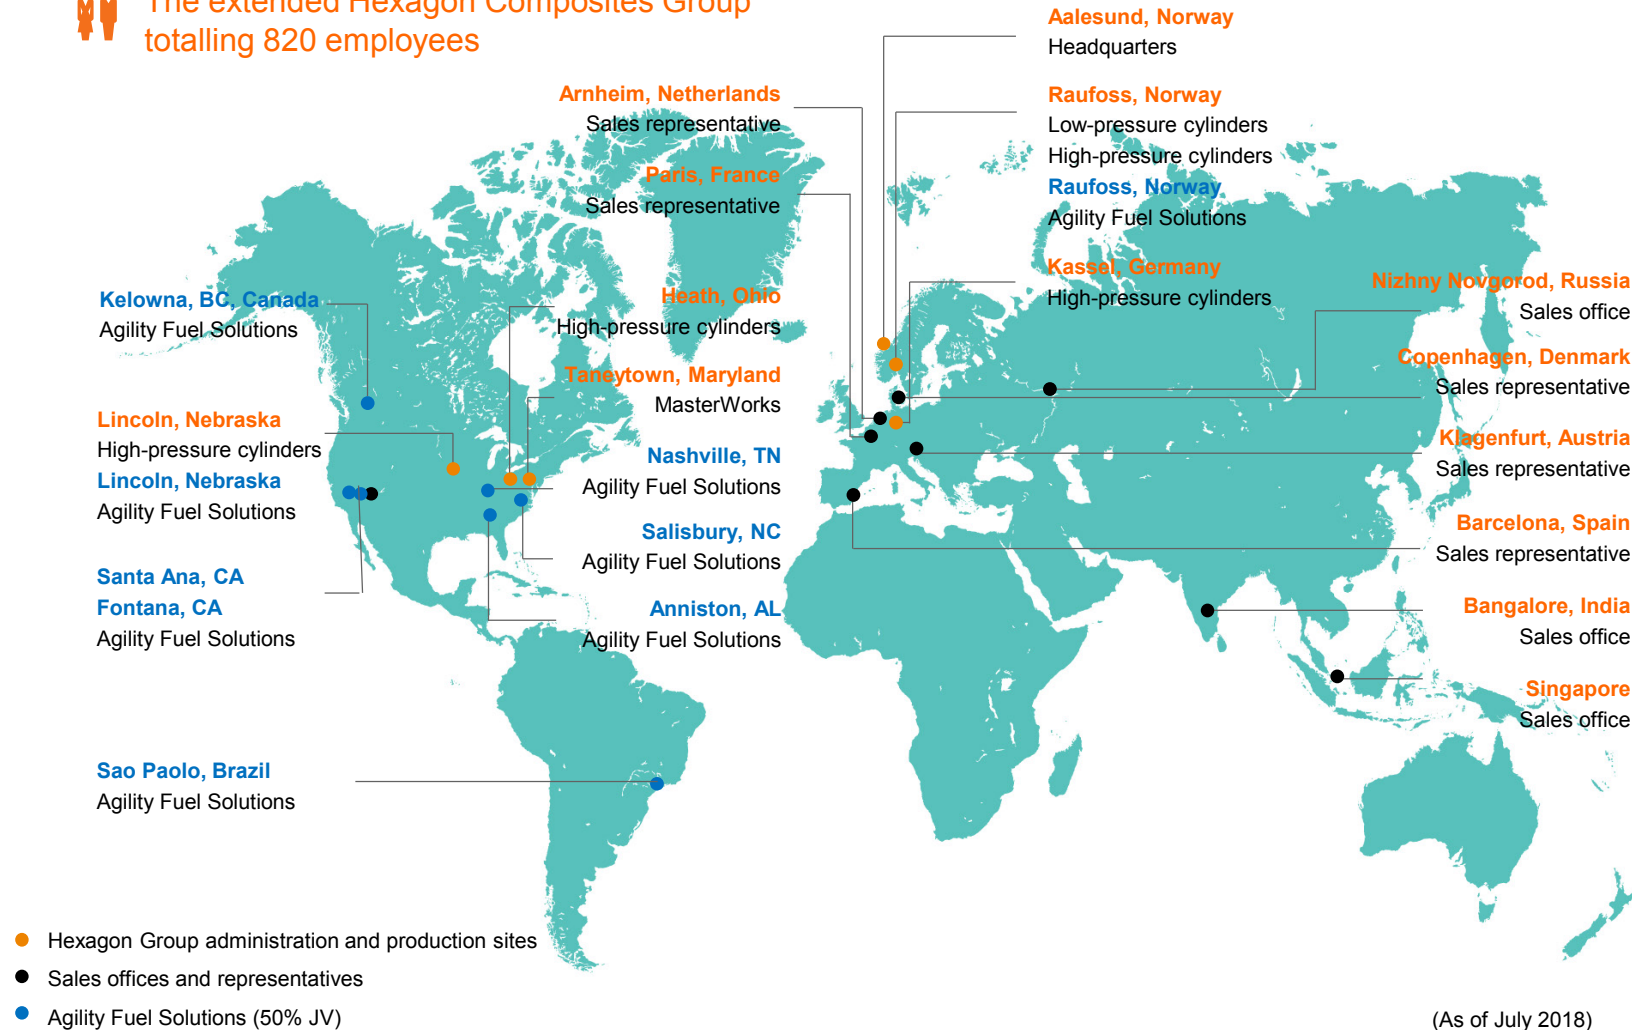 The extended Hexagon Composites Group
totalling 820 employees
Aalesund, Norway
Headquarters
Arnheim, Netherlands
Sales representative
Raufoss, Norway
Low-pressure cylinders
High-pressure cylinders
Raufoss, Norway
Agility Fuel Solutions
Paris, France
Sales representative
Kassel, Germany
High-pressure cylinders
Nizhny Novgorod, Russia
Sales office
Kelowna, BC, Canada
Agility Fuel Solutions
Heath, Ohio
High-pressure cylinders
Copenhagen, Denmark
Sales representative
Taneytown, Maryland
MasterWorks
Lincoln, Nebraska
High-pressure cylinders
Lincoln, Nebraska
Agility Fuel Solutions
Klagenfurt, Austria
Sales representative
Nashville, TN
Agility Fuel Solutions
Barcelona, Spain
Sales representative
Salisbury, NC
Agility Fuel Solutions
Santa Ana, CA
Fontana, CA
Agility Fuel Solutions
Anniston, AL
Agility Fuel Solutions
Bangalore, India
Sales office
Singapore
Sales office
Sao Paolo, Brazil
Agility Fuel Solutions
Hexagon Group administration and production sites
Sales offices and representatives
Agility Fuel Solutions (50% JV)
(As of July 2018)